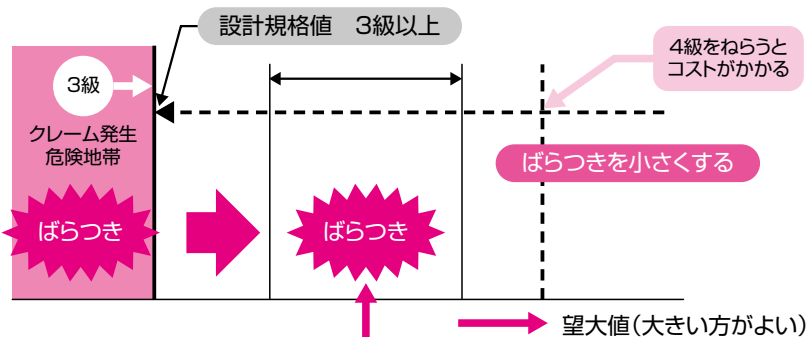 設計規格値　3級以上
4級をねらうと
コストがかかる
3級
クレーム発生
危険地帯
ばらつきを小さくする
ばらつき
ばらつき
望大値（大きい方がよい）